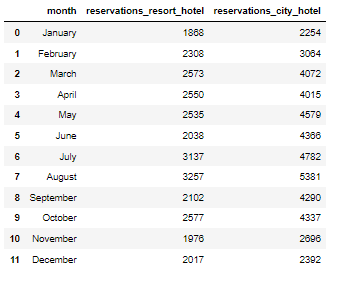 month reservations_resort_hotel reservations_city_hotel
0 January 1868 2254
1 February 2308 3064
2 March 2573 4072
3 April 2550 4015
4 May 2535 4579
5 June 2038 4366
6 July 3137 4782
7 August 3257 5381
8 September 2102 4290
9 October 2577 4337
10 November 1976 2696
11 December 2017 2392